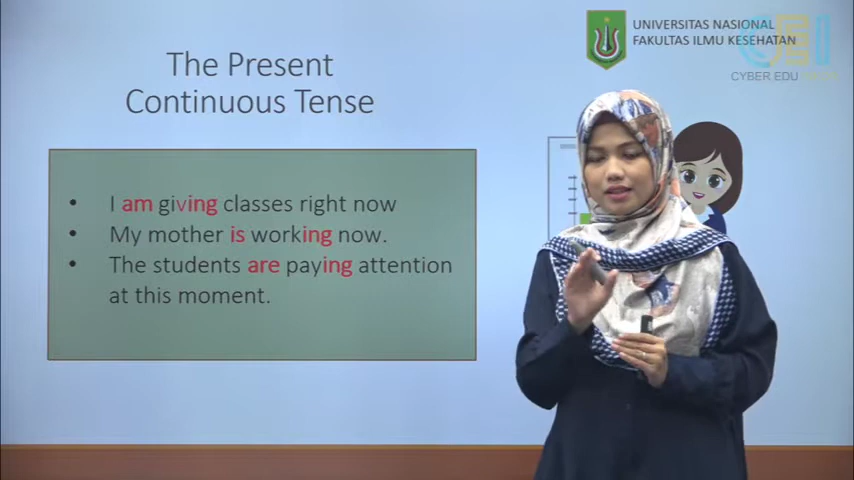 The Present
Continuous Tense
• I am giving classes right now
• My mother is working now.
• The students are paying attention
at this moment.
UNIVERSITAS NASIONAL
FAKULTAS ILMU KESEHATAN
CYBER EDU